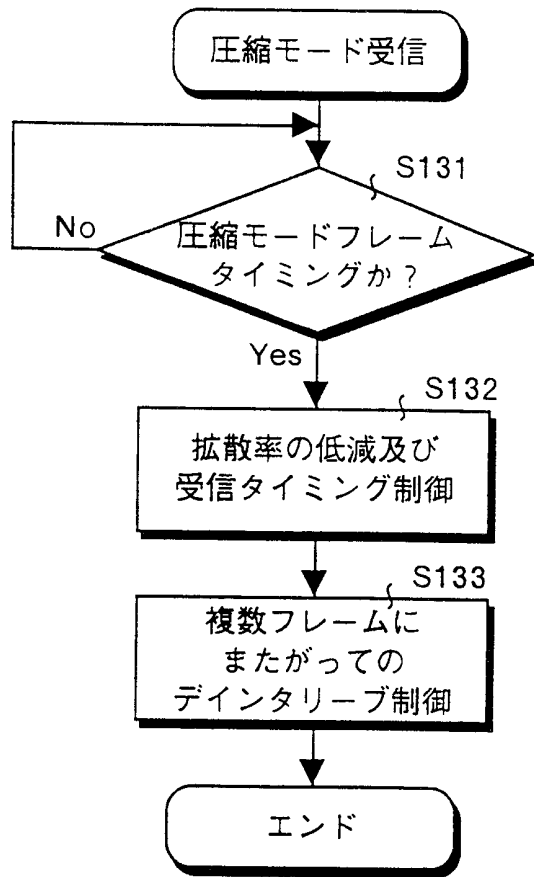 圧縮モード受信
S131
No
圧縮モードフレーム
タイミングか?
Yes
S132
拡散率の低減及び
受信タイミング制御
S133
複数フレームに
またがっての
デインタリーブ制御
エンド